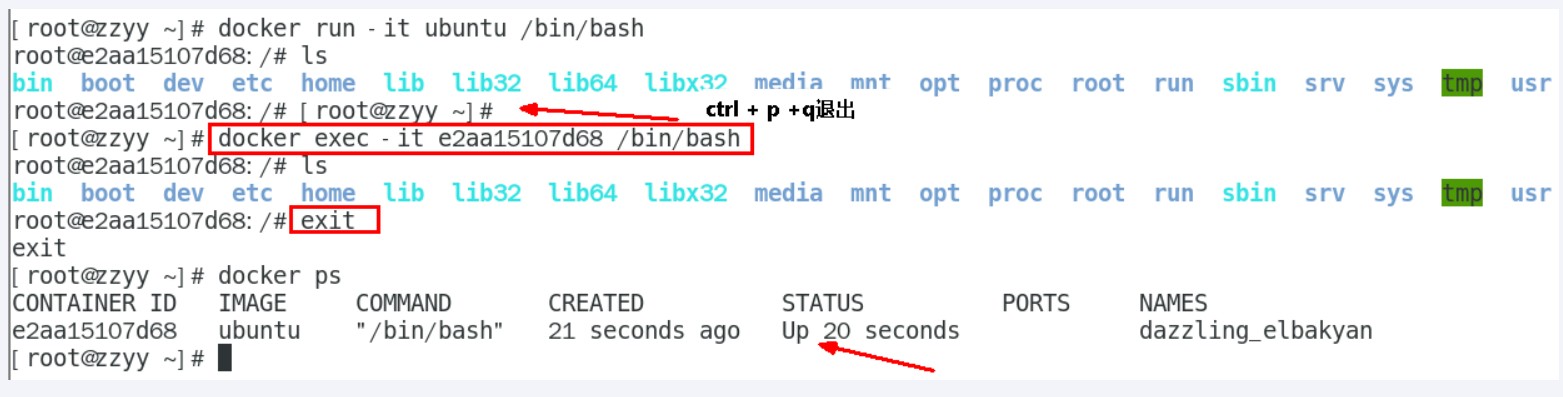 [root@zzyy ~]# docker run -it ubuntu /bin/bash
root@e2aa15107d68:/# ls
bin boot dev etc home lib lib32 lib64 libx32 media mnt opt proc root run sbin srv sys tmp usr
root@e2aa15107d68:/# [root@zzyy ~]# ctrl + p +q退出
[root@zzyy ~]# docker exec -it e2aa15107d68 /bin/bash
root@e2aa15107d68:/# ls
bin boot dev etc home lib lib32 lib64 libx32 media mnt opt proc root run sbin srv sys tmp usr
root@e2aa15107d68:/# exit
exit
[root@zzyy ~]# docker ps
CONTAINER ID IMAGE COMMAND CREATED STATUS PORTS NAMES
e2aa15107d68 ubuntu "/bin/bash" 21 seconds ago Up 20 seconds dazzling_elbakyan
[root@zzyy ~]#